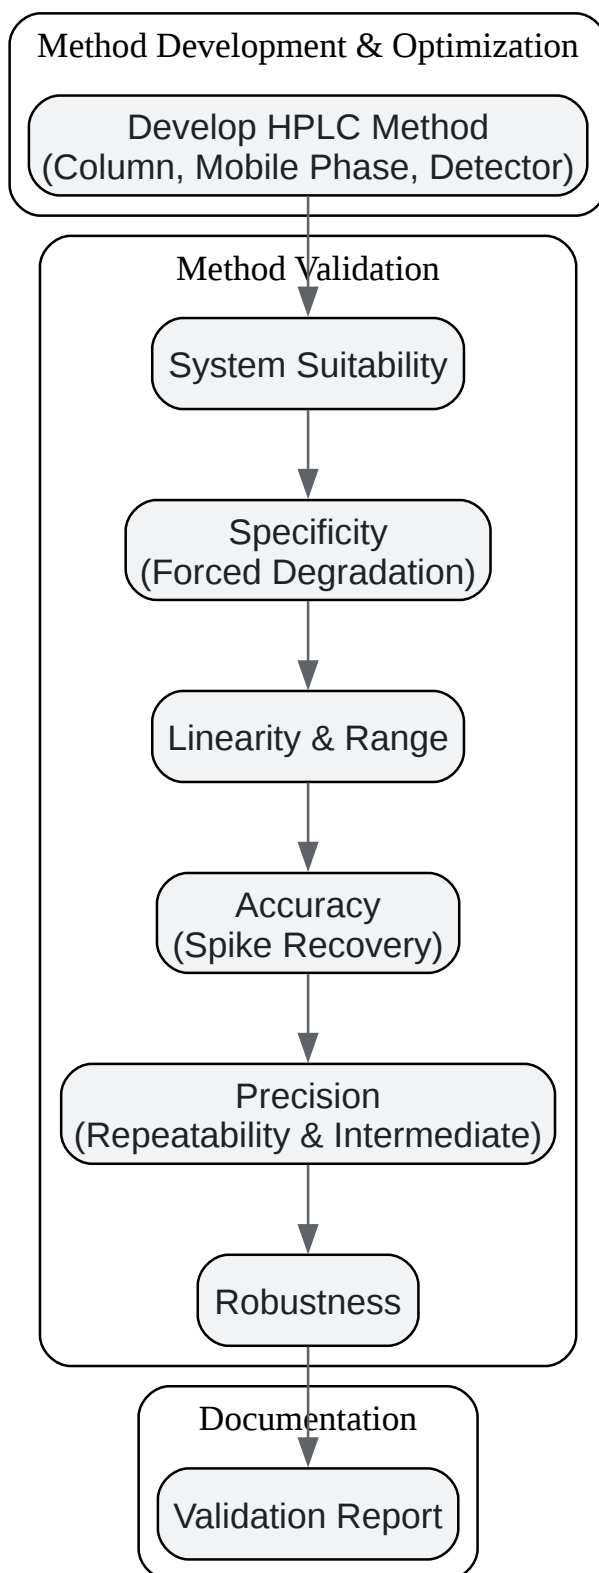 Method Development & Optimization
Develop HPLC Method
(Column, Mobile Phase, Detector)
Method Validation
System Suitability
Specificity
(Forced Degradation)
Linearity & Range
Accuracy
(Spike Recovery)
Precision
(Repeatability & Intermediate)
Robustness
Documentation
Validation Report